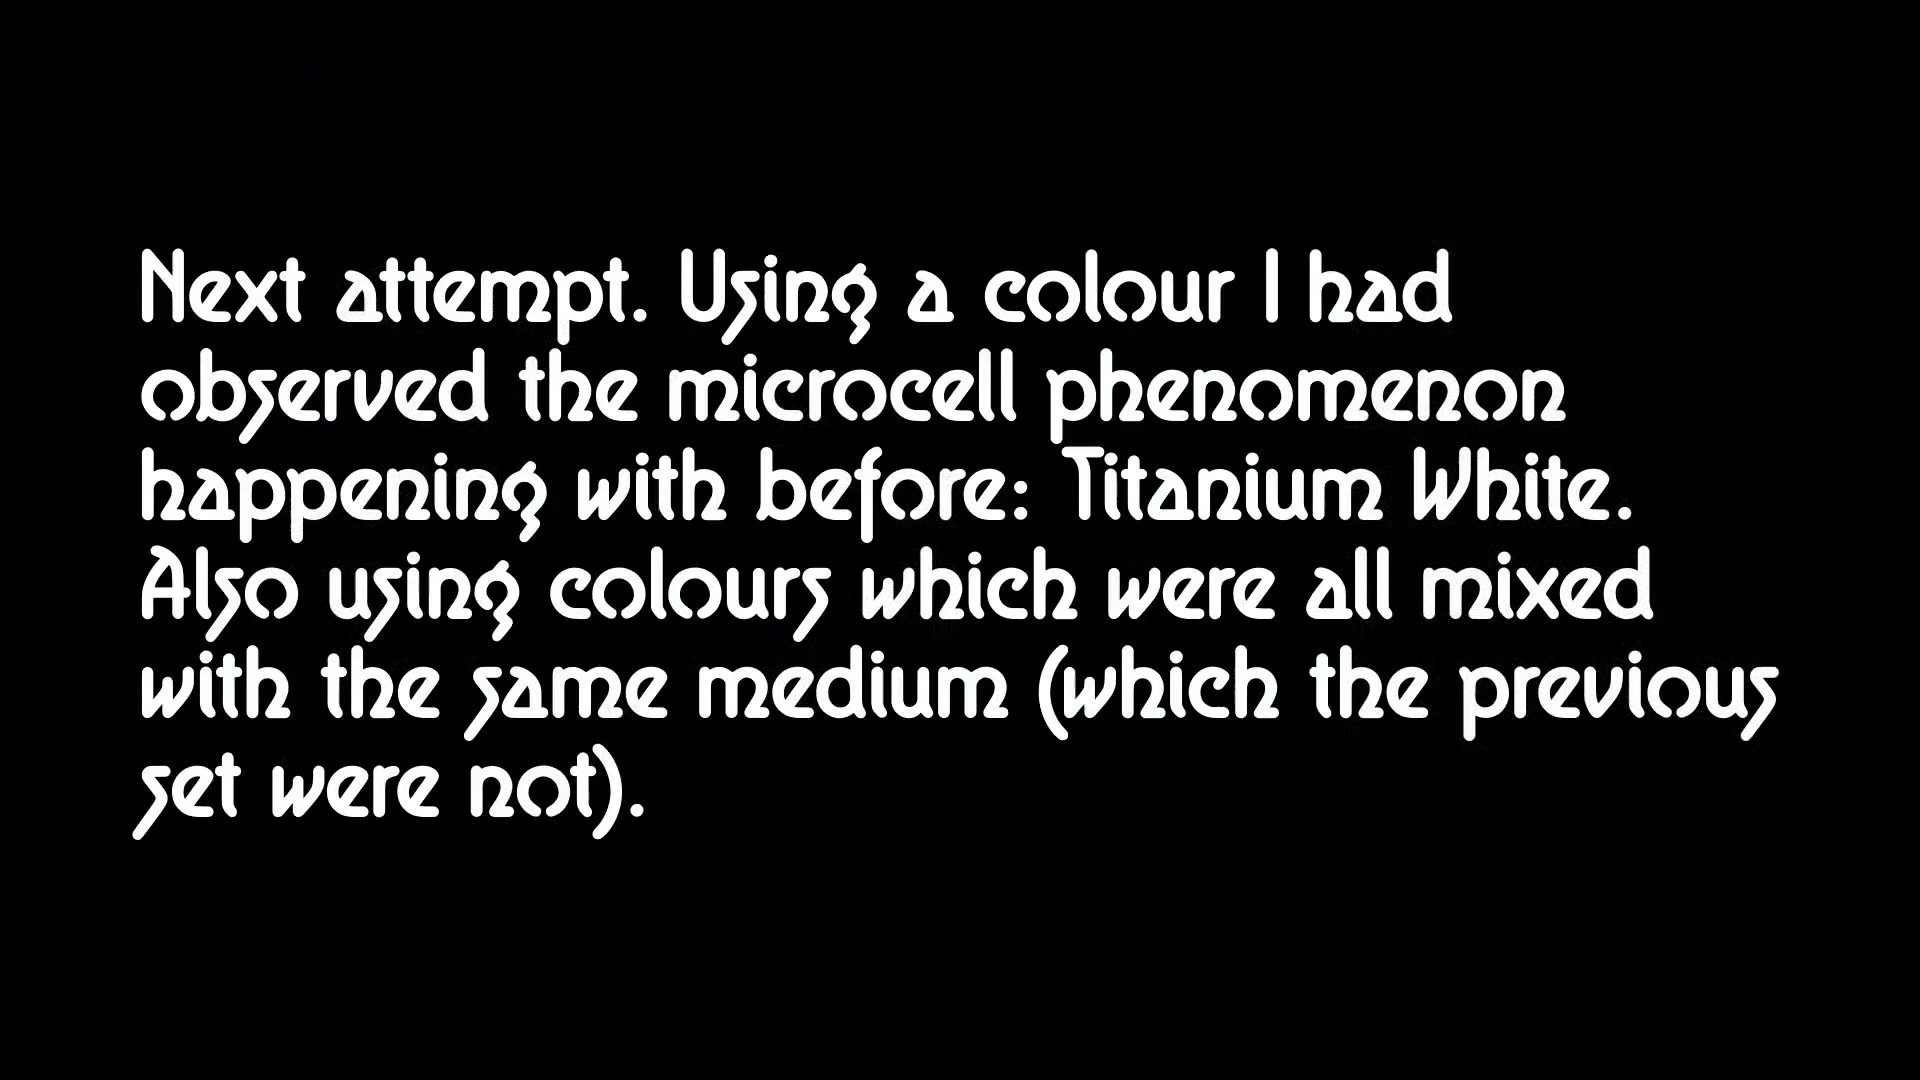 Next attempt. Using a colour I had
observed the microcell phenomenon
happening with before: Titanium White.
Also using colours which were all mixed
with the same medium (which the previous
set were not).